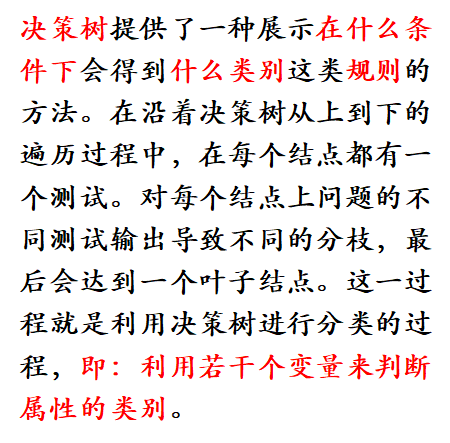 决策树提供了一种展示在什么条
件下会得到什么类别这类规则的
方法。在沿着决策树从上到下的
遍历过程中，在每个结点都有一
个测试。对每个结点上问题的不
同测试输出导致不同的分枝，最
后会达到一个叶子结点。这一过
程就是利用决策树进行分类的过
程，即：利用若干个变量来判断
属性的类别。